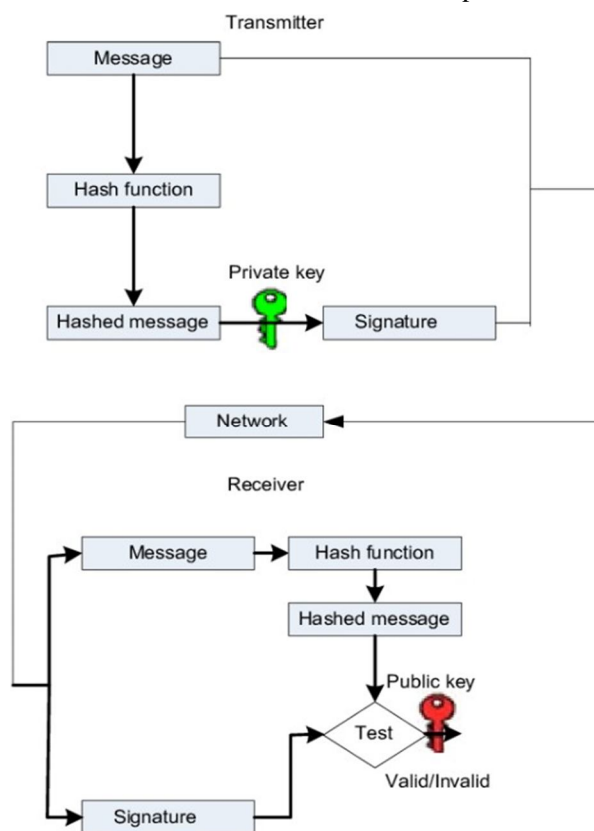 Transmitter
Message
Hash function
Private key
Hashed message
Signature
Network
Receiver
Message
Hash function
Hashed message
Public key
Test
Valid/Invalid
Signature